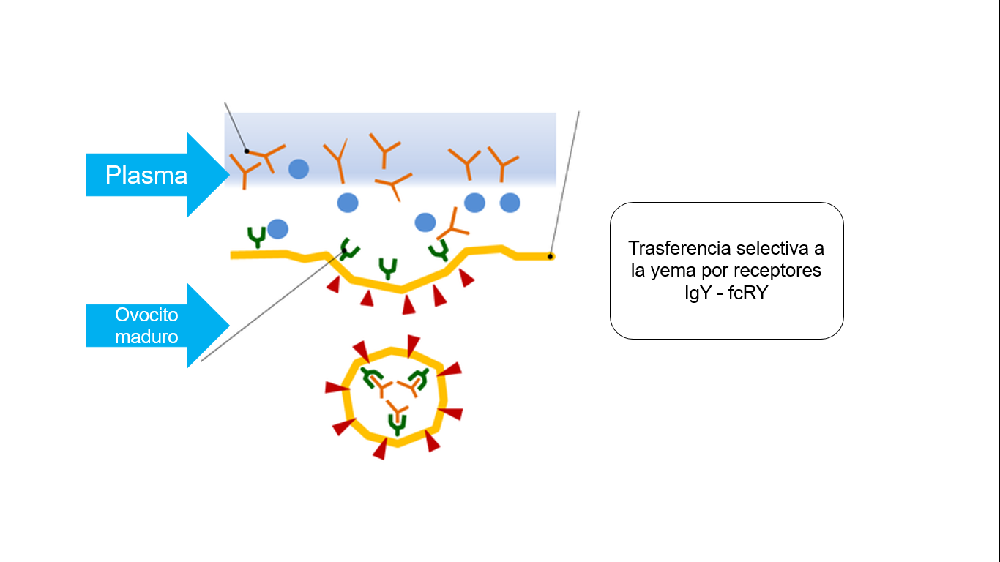 Plasma
Ovocito
maduro
Trasferencia selectiva a
la yema por receptores
IgY - fcRY